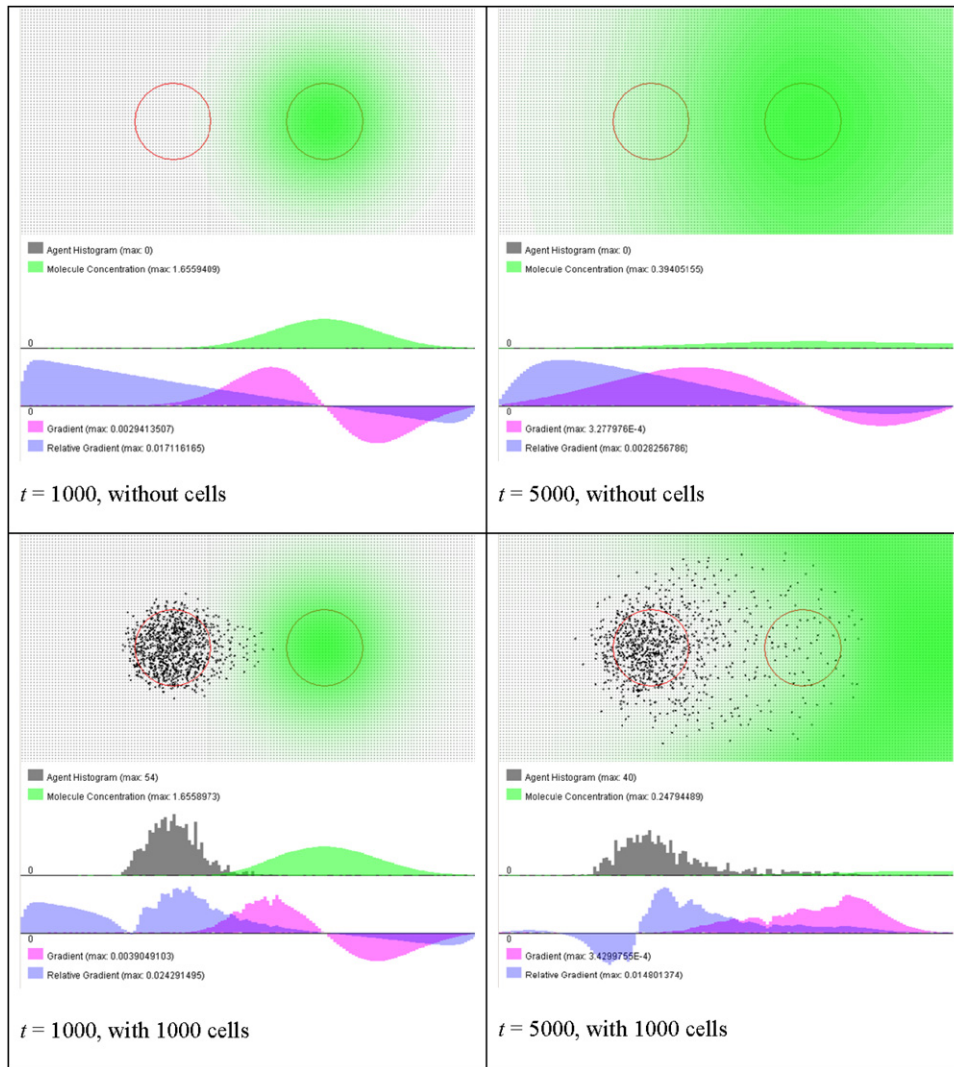 Agent Histogram (max: 0)
Molecule Concentration (max: 1.6559489)
0
0
Gradient (max: 0.0029413507)
Relative Gradient (max: 0.017116165)
t = 1000, without cells
Agent Histogram (max: 0)
Molecule Concentration (max: 0.39405155)
0
0
Gradient (max: 3.277976E-4)
Relative Gradient (max: 0.0028256786)
t = 5000, without cells
Agent Histogram (max: 54)
Molecule Concentration (max: 1.6558973)
0
0
Gradient (max: 0.0039049103)
Relative Gradient (max: 0.024291495)
t = 1000, with 1000 cells
Agent Histogram (max: 40)
Molecule Concentration (max: 0.24794489)
0
0
Gradient (max: 3.4299755E-4)
Relative Gradient (max: 0.014801374)
t = 5000, with 1000 cells